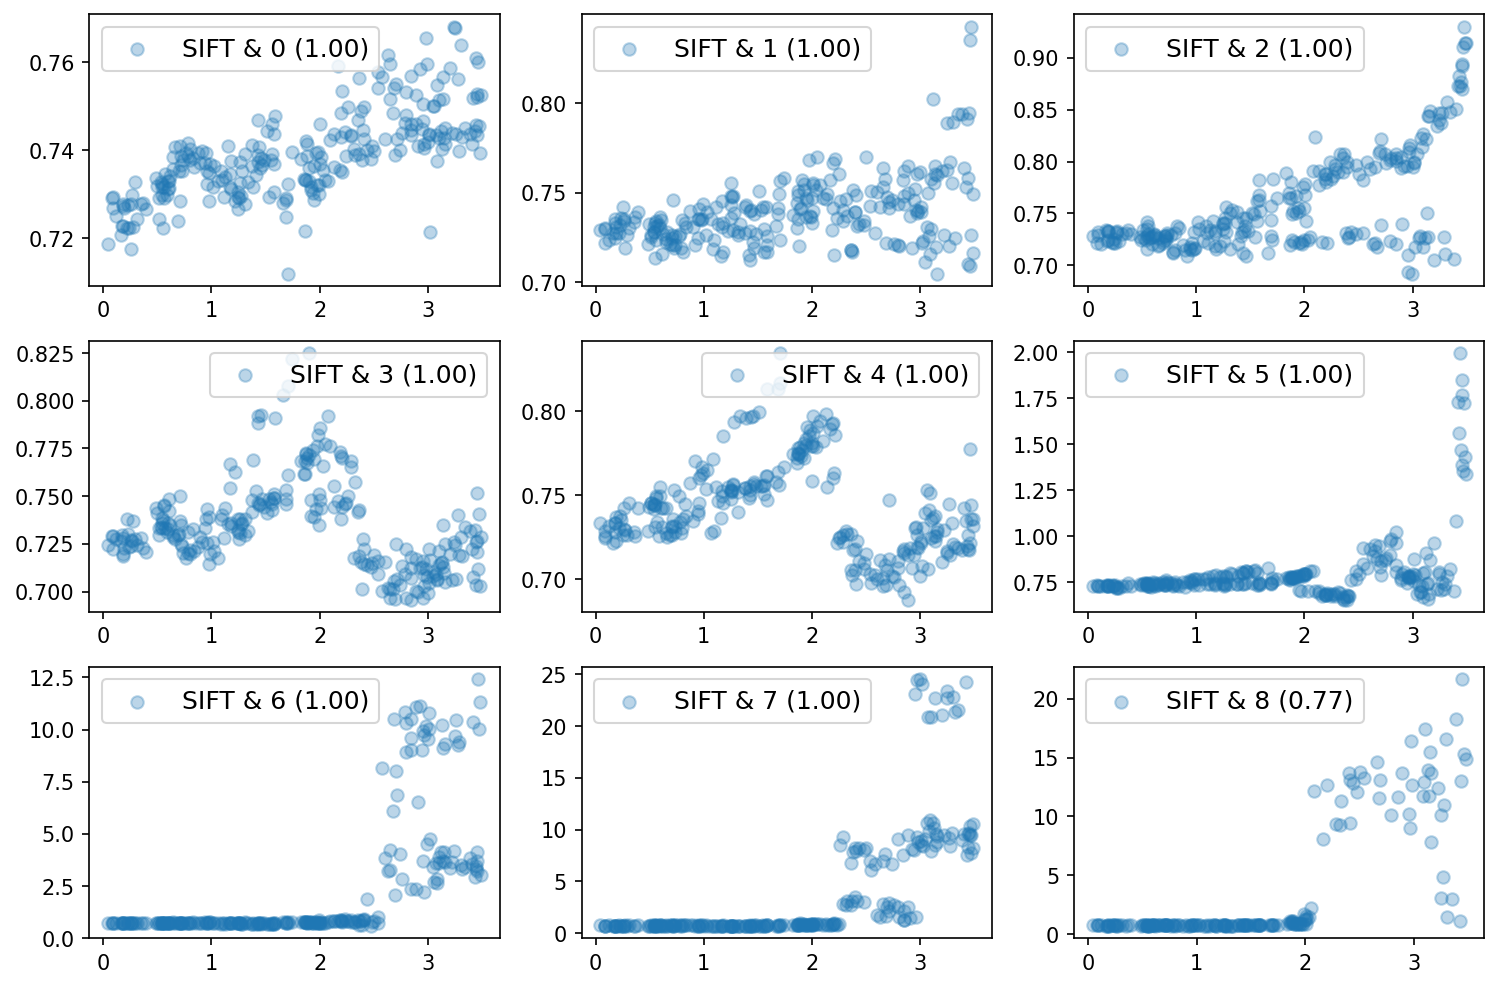 SIFT & 0 (1.00)
0.76
0.74
0.72
0 1 2 3
SIFT & 1 (1.00)
0.80
0.75
0.70
0 1 2 3
SIFT & 2 (1.00)
0.90
0.85
0.80
0.75
0.70
0 1 2 3
SIFT & 3 (1.00)
0.825
0.800
0.775
0.750
0.725
0.700
0 1 2 3
SIFT & 4 (1.00)
0.80
0.75
0.70
0 1 2 3
SIFT & 5 (1.00)
2.00
1.75
1.50
1.25
1.00
0.75
0 1 2 3
SIFT & 6 (1.00)
12.5
10.0
7.5
5.0
2.5
0.0
0 1 2 3
SIFT & 7 (1.00)
25
20
15
10
5
0
0 1 2 3
SIFT & 8 (0.77)
20
15
10
5
0
0 1 2 3